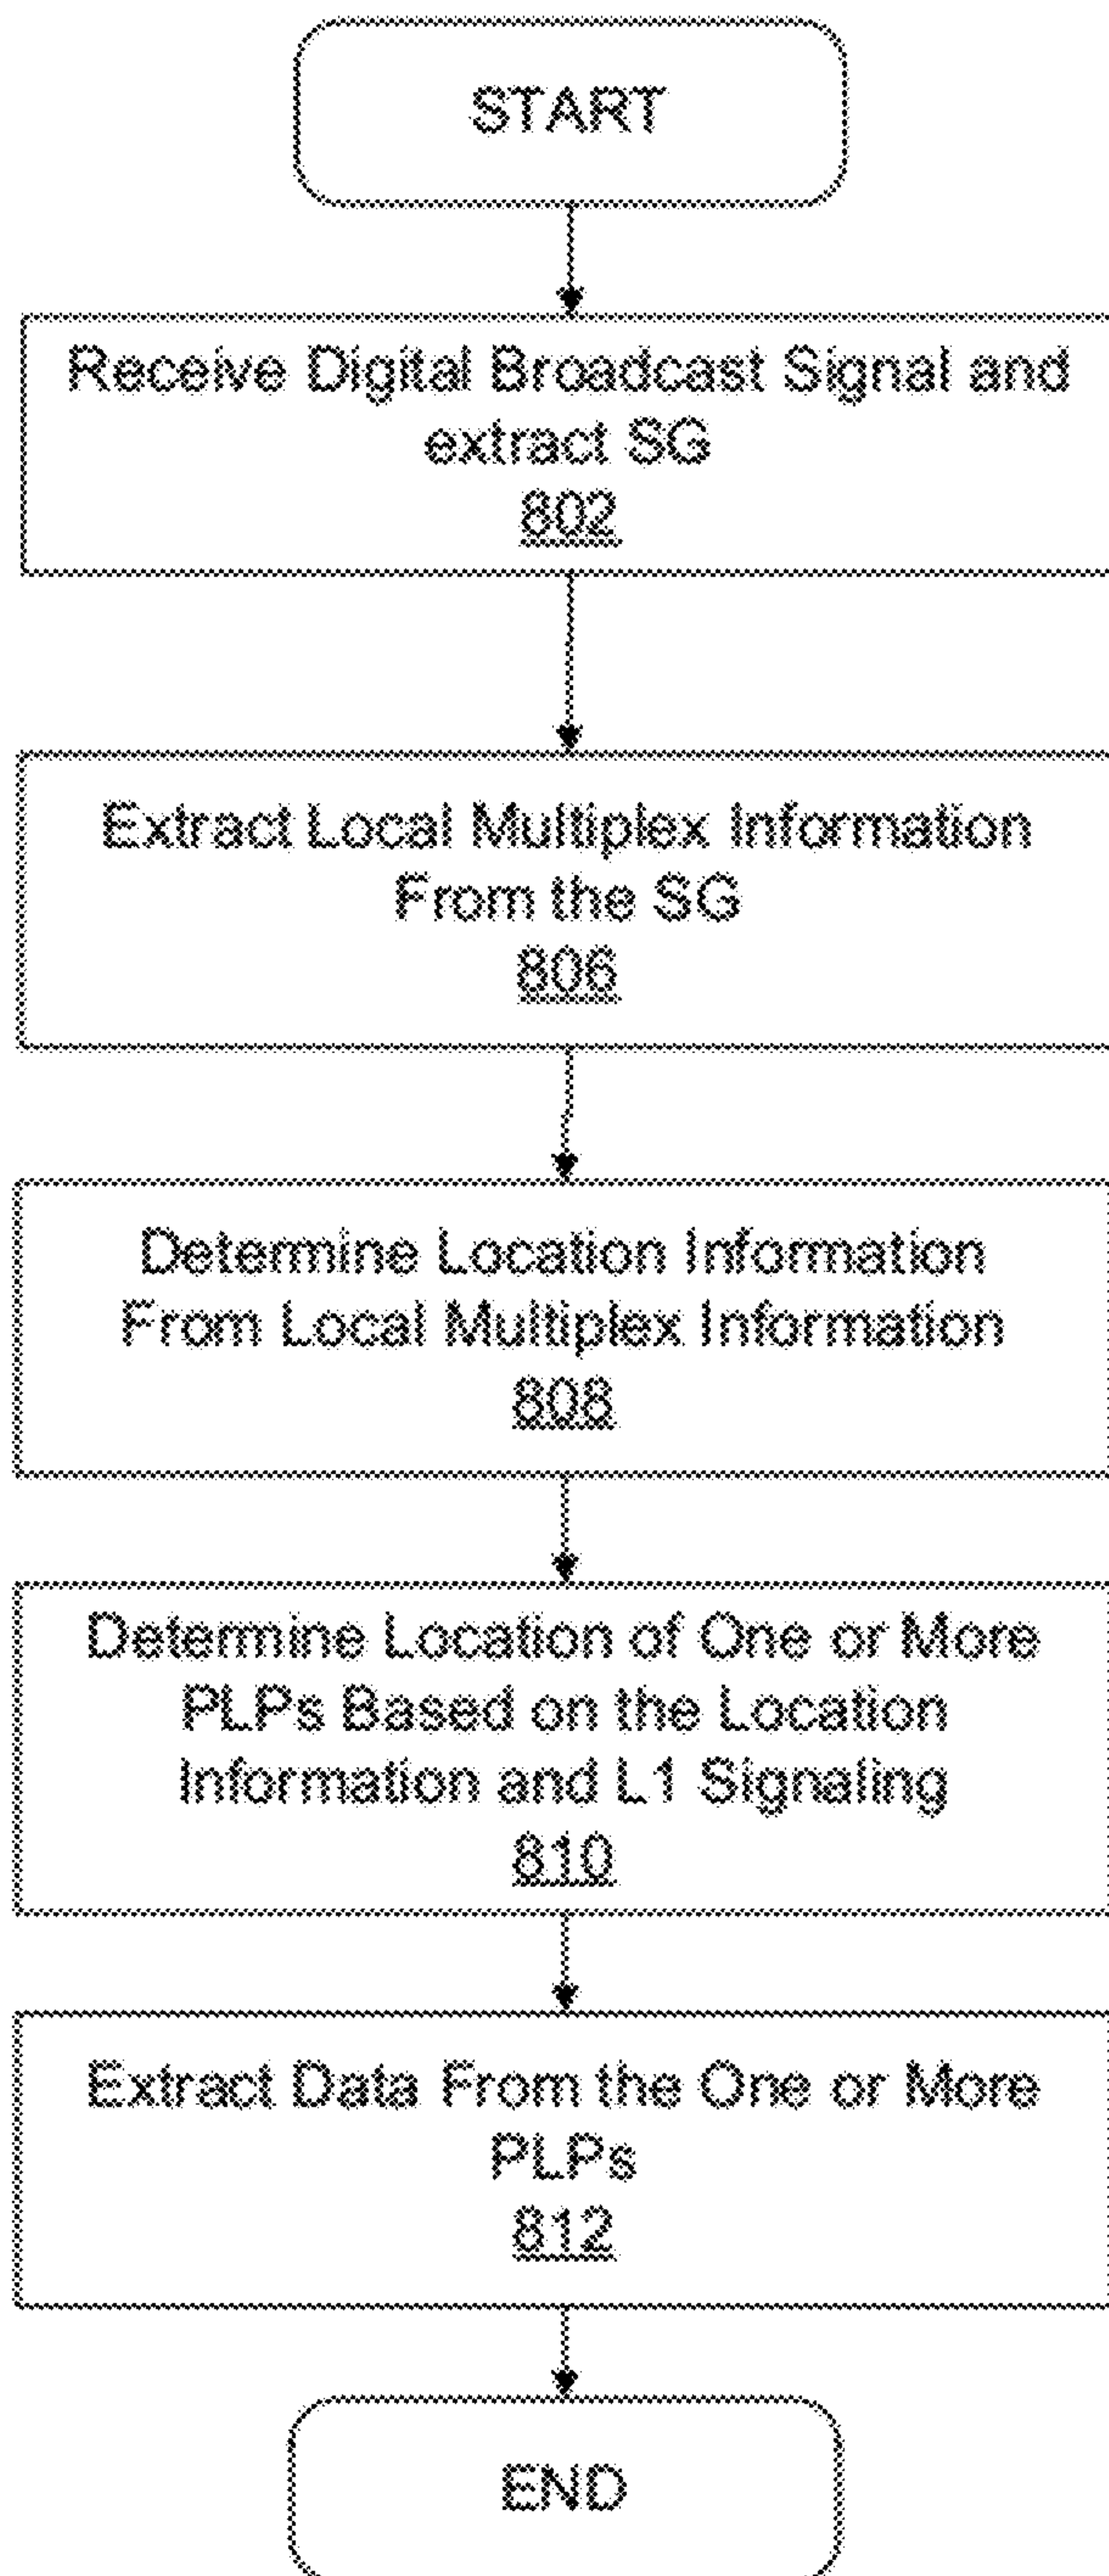 START
Receive Digital Broadcast Signal and
extract SG
802
Extract Local Multiplex Information
From the SG
806
Determine Location Information
From Local Multiplex Information
808
Determine Location of One or More
PLPs Based on the Location
Information and L1 Signaling
810
Extract Data From the One or More
PLPs
812
END